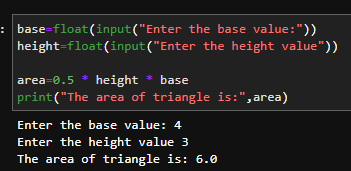 : base=float(input("Enter the base value:"))
height=float(input("Enter the height value"))
area=0.5 * height * base
print("The area of triangle is:",area)
Enter the base value: 4
Enter the height value 3
The area of triangle is: 6.0